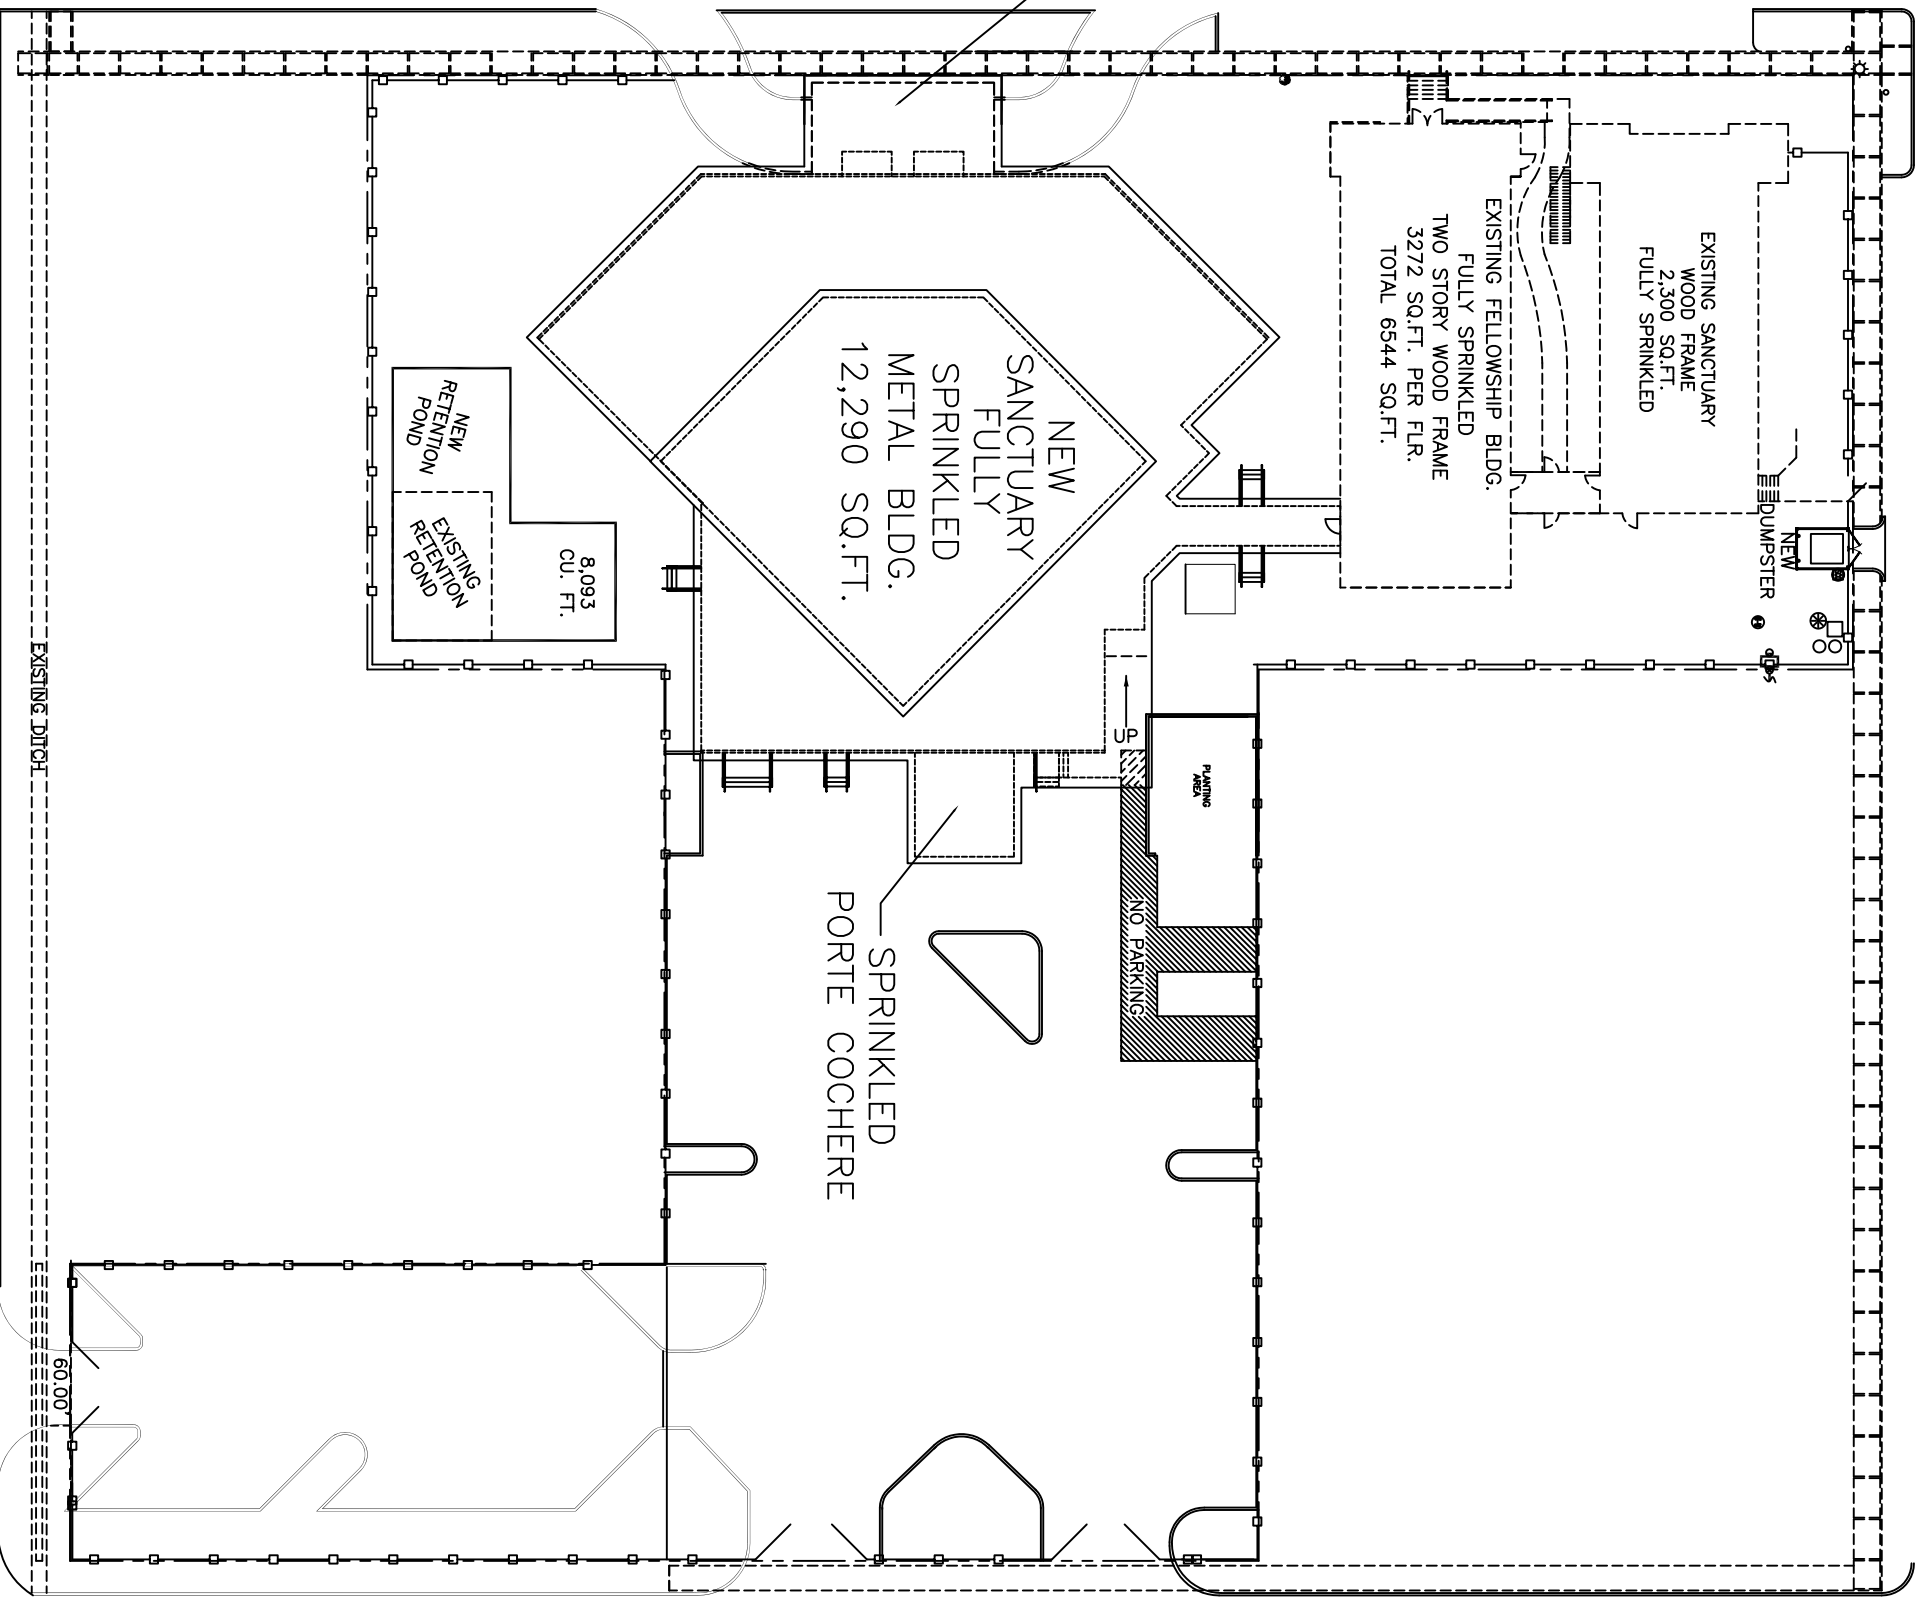 EXISTING SANCTUARY
WOOD FRAME
2,300 SQ.FT.
FULLY SPRINKLED
EXISTING FELLOWSHIP BLDG.
FULLY SPRINKLED
TWO STORY WOOD FRAME
3272 SQ.FT. PER FLR.
TOTAL 6544 SQ.FT.
NEW
DUMPSTER
NEW
SANCTUARY
FULLY
SPRINKLED
METAL BLDG.
12,290 SQ.FT.
NEW
RETENTION
POND
EXISTING
RETENTION
POND
8,093
CU. FT.
UP
PLANTING
AREA
NO PARKING
SPRINKLED
PORTE COCHERE
EXISTING DITCH
60.00'